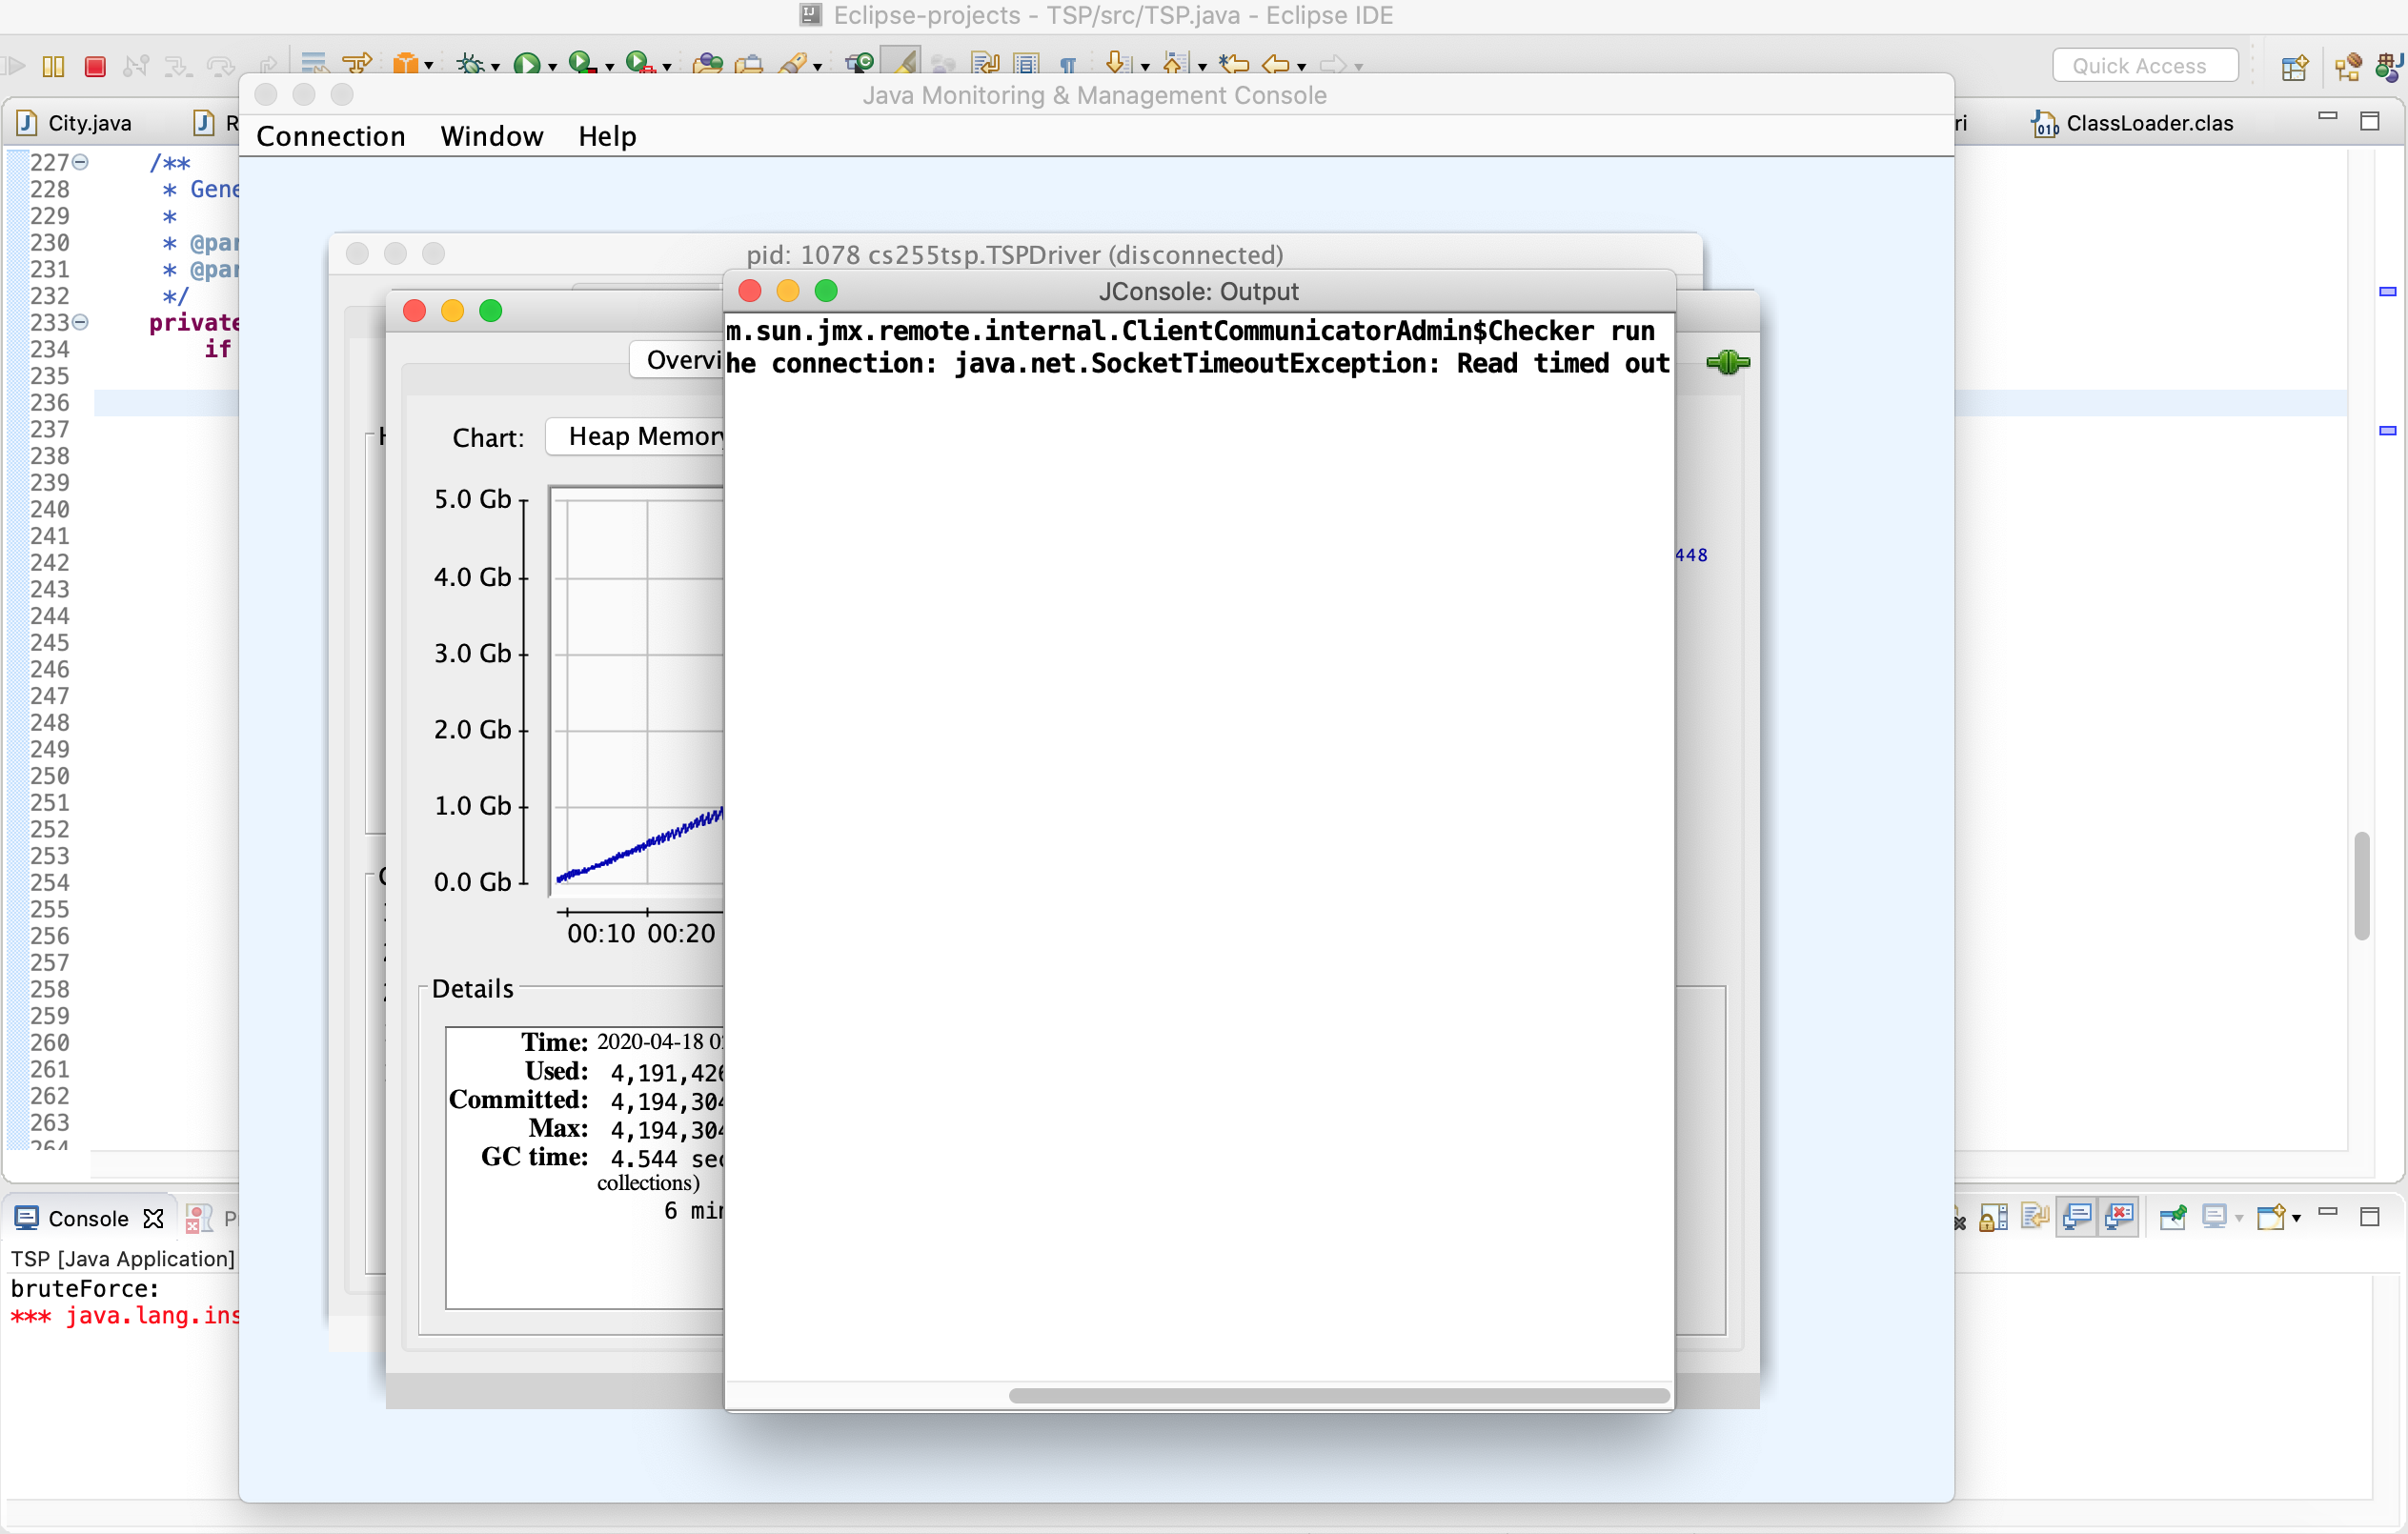 Eclipse-projects - TSP/src/TSP.java - Eclipse IDE
Quick Access
Java Monitoring & Management Console
City.java
R
ri
ClassLoader.clas
Connection Window Help
227 /**
228 * Gene
229 *
230 * @par
231 * @par
232 */
233 private
234 if
235
236
237
238
239
240
241
242
243
244
245
246
247
248
249
250
251
252
253
254
255
256
257
258
259
260
261
262
263
264
pid: 1078 cs255tsp.TSPDriver (disconnected)
JConsole: Output
m.sun.jmx.remote.internal.ClientCommunicatorAdmin$Checker run
he connection: java.net.SocketTimeoutException: Read timed out
Overvi
Chart: Heap Memory
5.0 Gb
4.0 Gb
3.0 Gb
2.0 Gb
1.0 Gb
0.0 Gb
00:10 00:20
448
Details
Time: 2020-04-18 0
Used: 4,191,426
Committed: 4,194,304
Max: 4,194,304
GC time: 4.544 sec
collections)
6 min
Console
TSP [Java Application]
bruteForce:
*** java.lang.ins